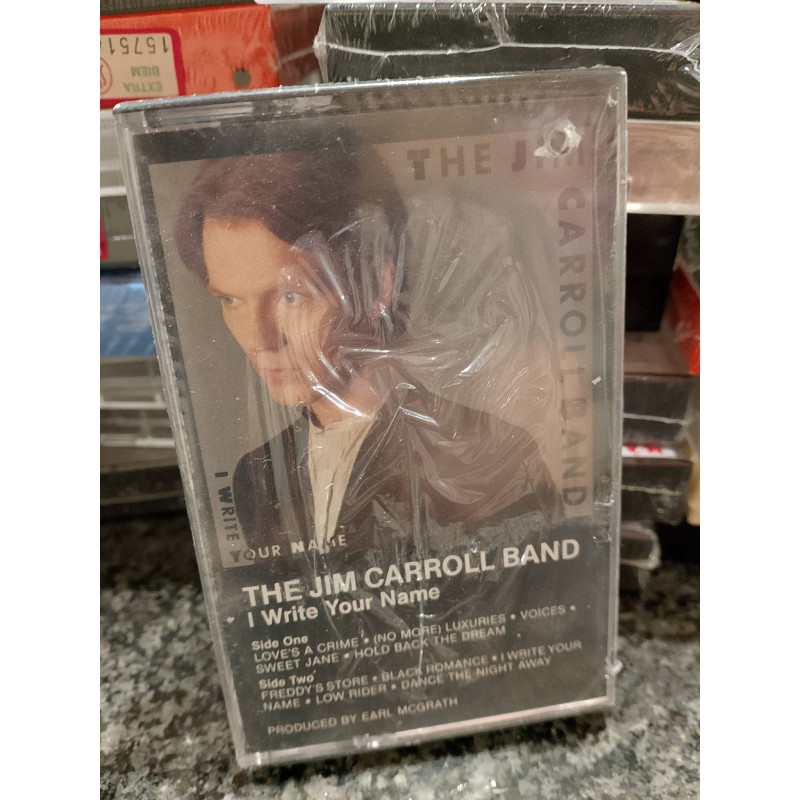 15751
EXTRA
BIEM
THE JIM
CARROLL BAND
I WRITE
YOUR NAME
THE JIM CARROLL BAND
I Write Your Name
Side One
LOVE'S A CRIME • (NO MORE) LUXURIES • VOICES •
SWEET JANE • HOLD BACK THE DREAM
Side Two
FREDDY'S STORE • BLACK ROMANCE • I WRITE YOUR
NAME • LOW RIDER • DANCE THE NIGHT AWAY
PRODUCED BY EARL MCGRATH